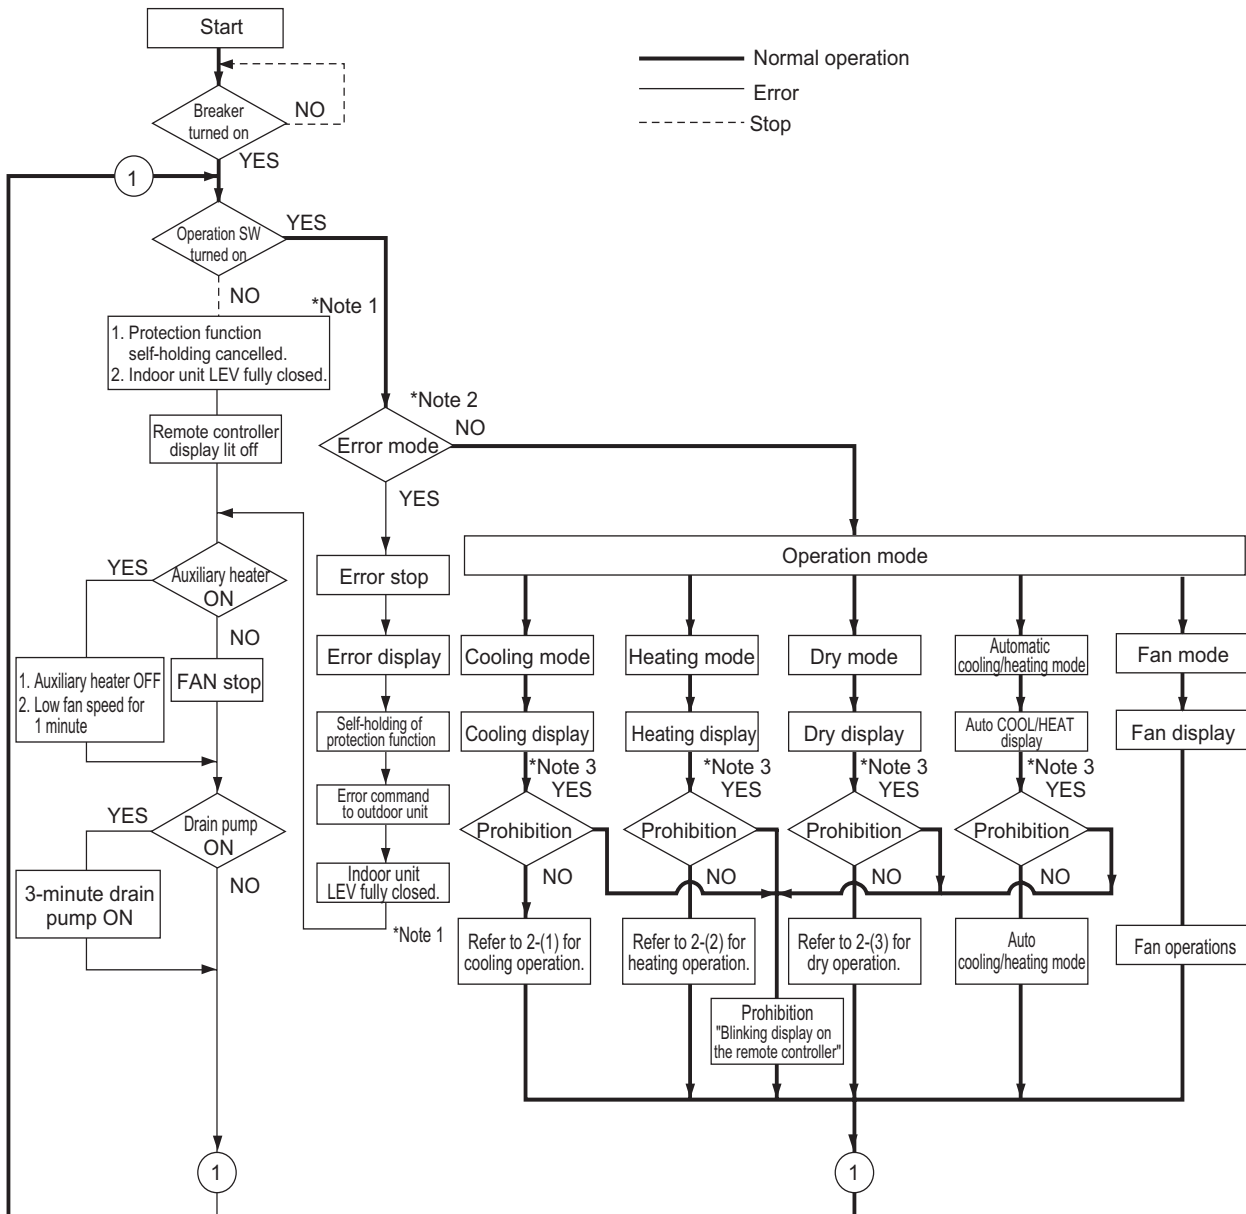 Start
Normal operation
Error
Stop
Breaker
turned on
NO
YES
1
Operation SW
turned on
YES
NO
*Note 1
1. Protection function
self-holding cancelled.
2. Indoor unit LEV fully closed.
Remote controller
display lit off
*Note 2
Error mode
NO
YES
Operation mode
YES
Auxiliary heater
ON
NO
1. Auxiliary heater OFF
2. Low fan speed for
1 minute
FAN stop
YES
Drain pump
ON
NO
3-minute drain
pump ON
Error stop
Error display
Self-holding of
protection function
Error command
to outdoor unit
Indoor unit
LEV fully closed.
*Note 1
Cooling mode
Heating mode
Dry mode
Automatic
cooling/heating mode
Fan mode
Cooling display
Heating display
Dry display
Auto COOL/HEAT
display
Fan display
*Note 3
YES
*Note 3
YES
*Note 3
YES
*Note 3
YES
Prohibition
Prohibition
Prohibition
Prohibition
NO
NO
NO
NO
Refer to 2-(1) for
cooling operation.
Refer to 2-(2) for
heating operation.
Refer to 2-(3) for
dry operation.
Auto
cooling/heating mode
Fan operations
Prohibition
"Blinking display on
the remote controller"
1
1